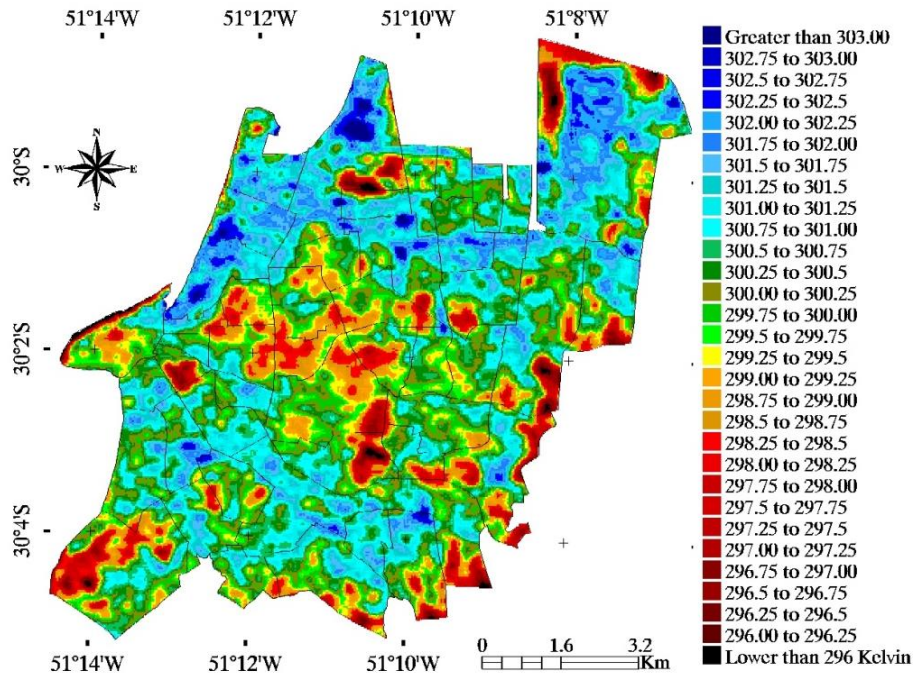 51°14'W 51°12'W 51°10'W 51°8'W
N
W E
S
30°S
30°2'S
30°4'S
Greater than 303.00
302.75 to 303.00
302.5 to 302.75
302.25 to 302.5
302.00 to 302.25
301.75 to 302.00
301.5 to 301.75
301.25 to 301.5
301.00 to 301.25
300.75 to 301.00
300.5 to 300.75
300.25 to 300.5
300.00 to 300.25
299.75 to 300.00
299.5 to 299.75
299.25 to 299.5
299.00 to 299.25
298.75 to 299.00
298.5 to 298.75
298.25 to 298.5
298.00 to 298.25
297.75 to 298.00
297.5 to 297.75
297.25 to 297.5
297.00 to 297.25
296.75 to 297.00
296.5 to 296.75
296.25 to 296.5
296.00 to 296.25
Lower than 296 Kelvin
0 1.6 3.2
Km
51°14'W 51°12'W 51°10'W